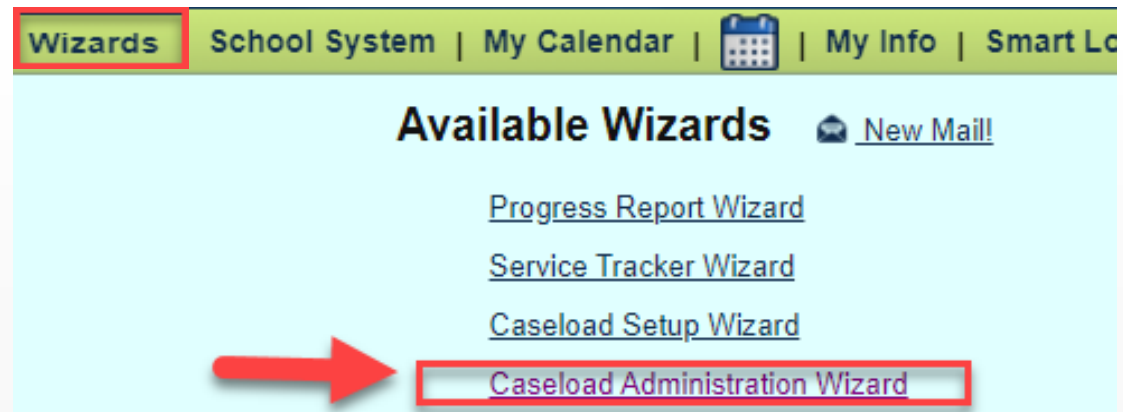 Wizards School System | My Calendar | | My Info | Smart
Available Wizards New Mail!
Progress Report Wizard
Service Tracker Wizard
Caseload Setup Wizard
Caseload Administration Wizard